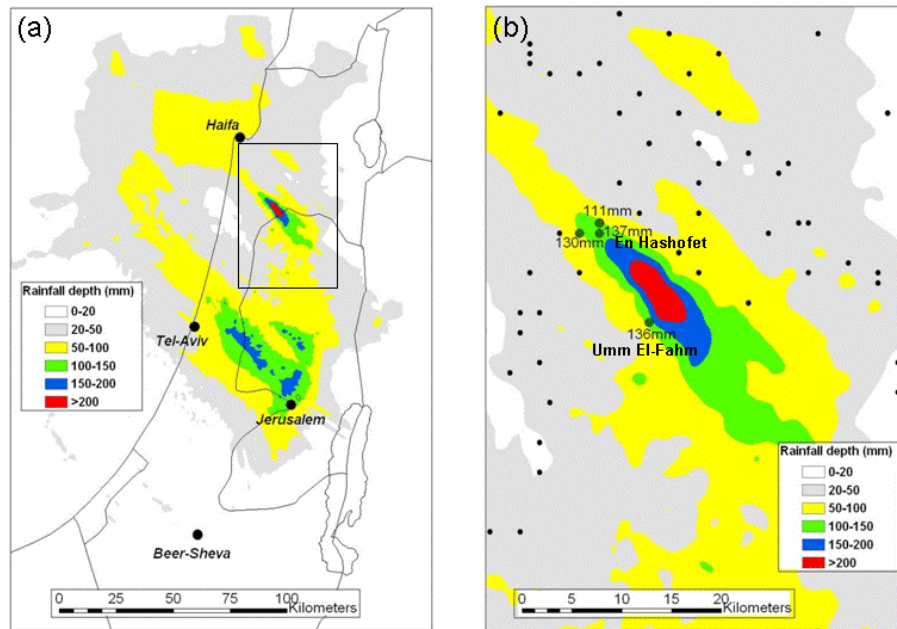 (a)
Haifa
Rainfall depth (mm)
0-20
20-50
50-100
100-150
150-200
>200
Tel-Aviv
Jerusalem
Beer-Sheva
0 25 50 75 100
Kilometers
(b)
111mm
137mm
130mm
En Hashofet
136mm
Umm El-Fahm
Rainfall depth (mm)
0-20
20-50
50-100
100-150
150-200
>200
0 5 10 15 20
Kilometers